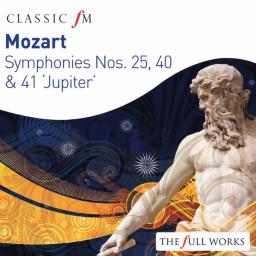 CLASSIC fM
Mozart
Symphonies Nos. 25, 40
& 41 ‘Jupiter’
THE fULL WORKS